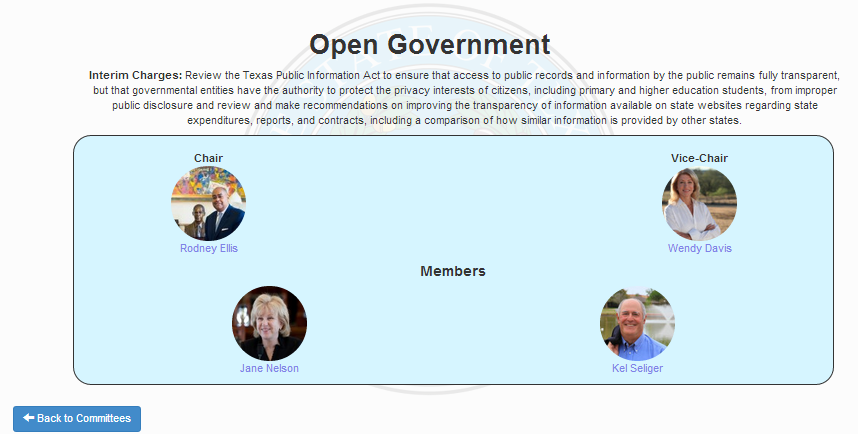 Open Government
Interim Charges: Review the Texas Public Information Act to ensure that access to public records and information by the public remains fully transparent,
but that governmental entities have the authority to protect the privacy interests of citizens, including primary and higher education students, from improper
public disclosure and review and make recommendations on improving the transparency of information available on state websites regarding state
expenditures, reports, and contracts, including a comparison of how similar information is provided by other states.
Chair
Vice-Chair
Rodney Ellis
Wendy Davis
Members
Jane Nelson
Kel Seliger
Back to Committees